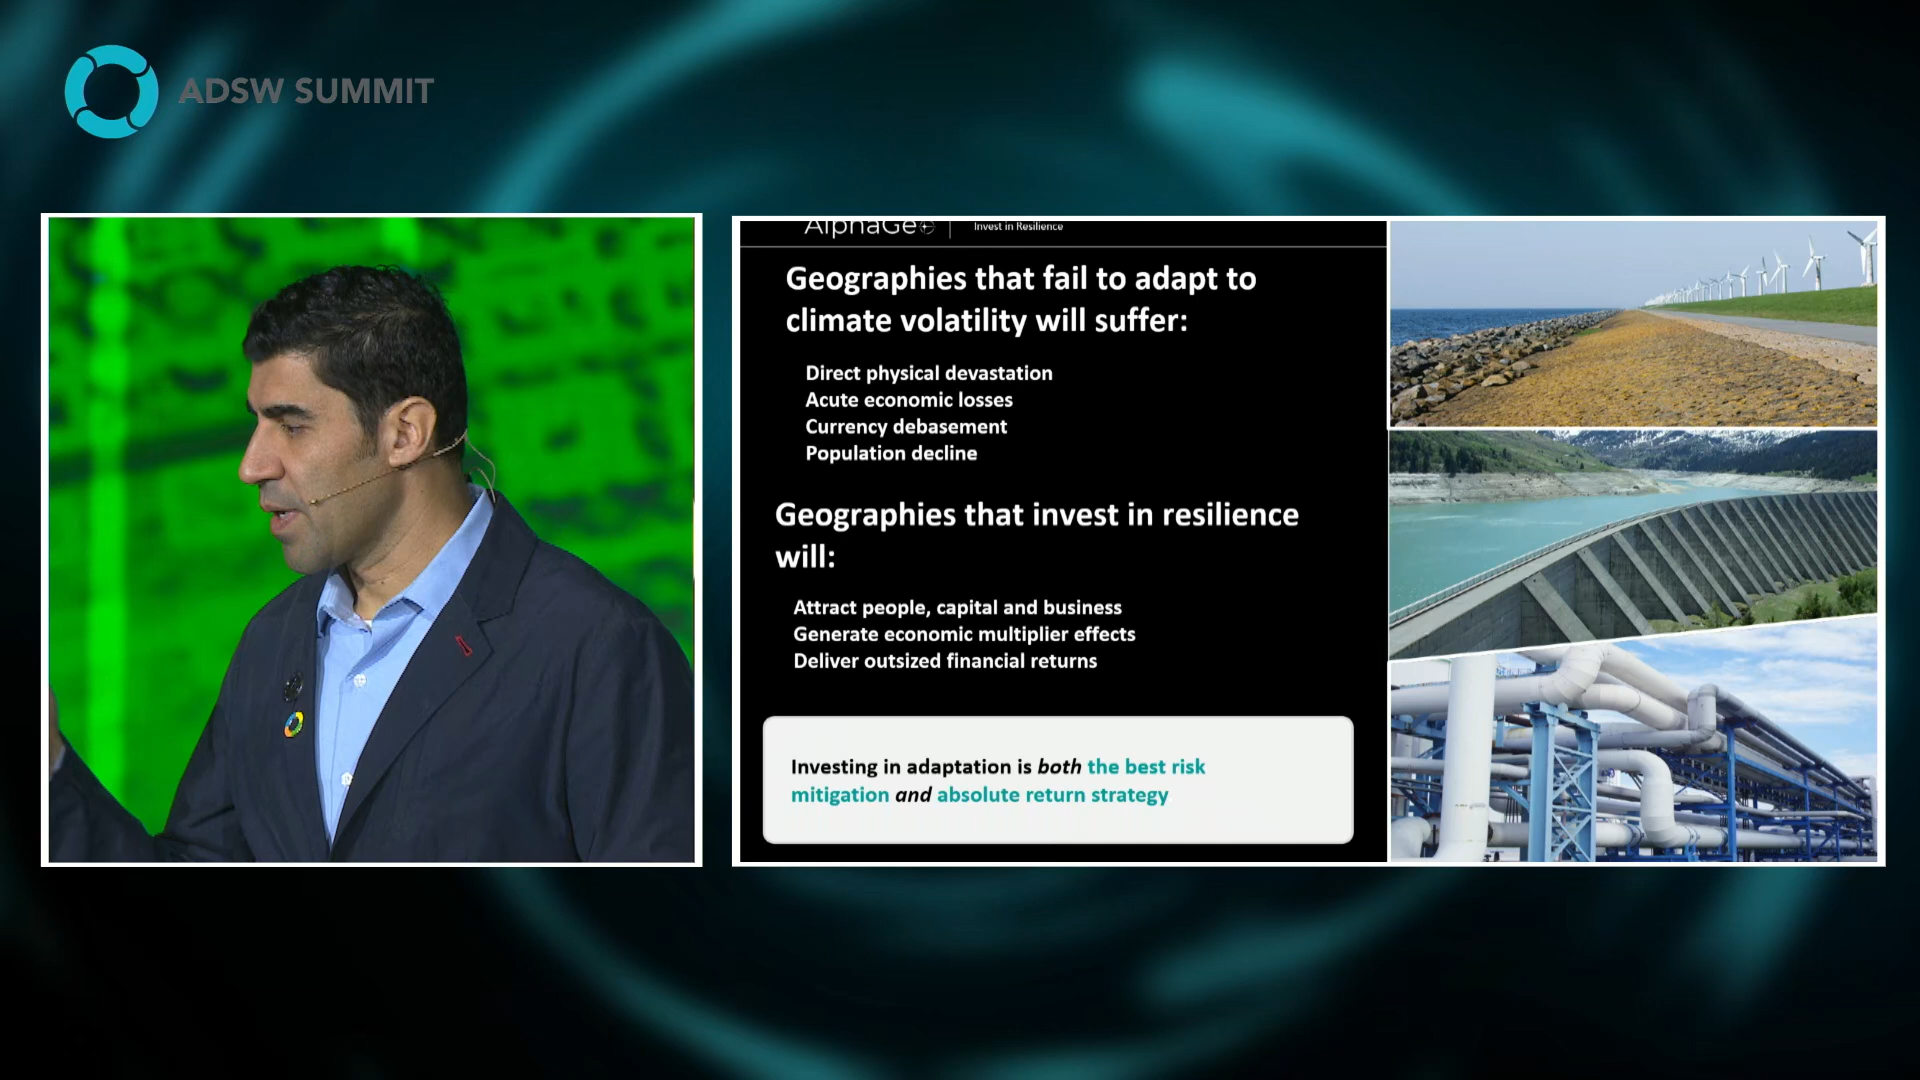 ADSW SUMMIT
AlphaGeo
Invest in Resilience
Geographies that fail to adapt to
climate volatility will suffer:
Direct physical devastation
Acute economic losses
Currency debasement
Population decline
Geographies that invest in resilience
will:
Attract people, capital and business
Generate economic multiplier effects
Deliver outsized financial returns
Investing in adaptation is both the best risk
mitigation and absolute return strategy